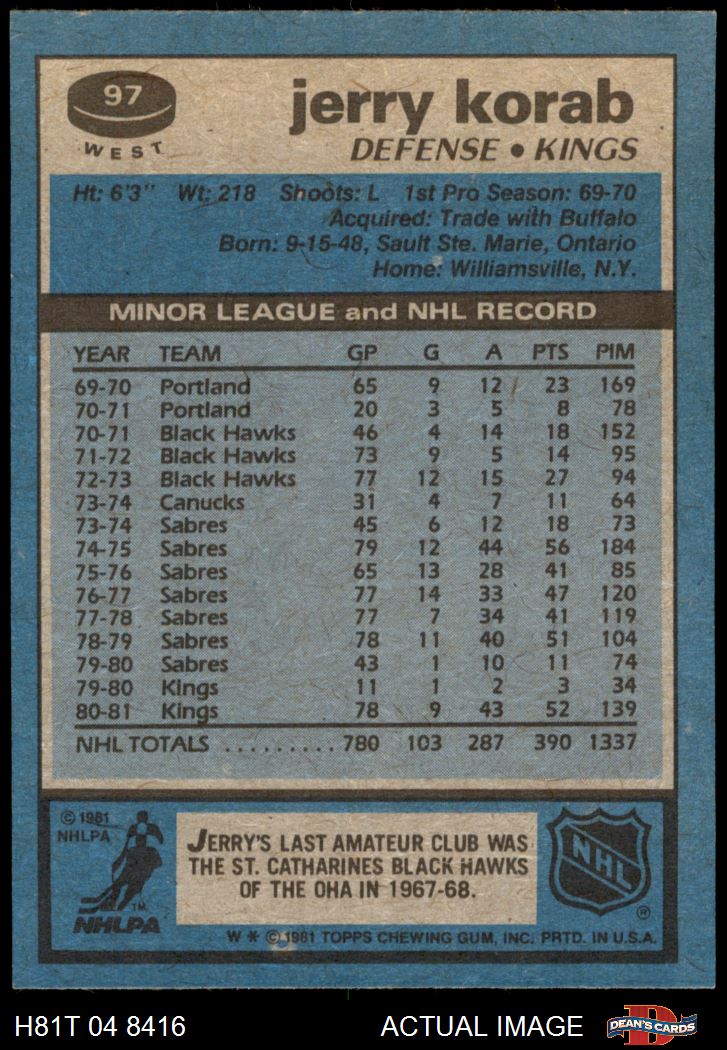 97
WEST
jerry korab
DEFENSE • KINGS
Ht: 6'3" Wt: 218 Shoots: L 1st Pro Season: 69-70
Acquired: Trade with Buffalo
Born: 9-15-48, Sault Ste. Marie, Ontario
Home: Williamsville, N.Y.
MINOR LEAGUE and NHL RECORD
YEAR TEAM GP G A PTS PIM
69-70 Portland 65 9 12 23 169
70-71 Portland 20 3 5 8 78
70-71 Black Hawks 46 4 14 18 152
71-72 Black Hawks 73 9 5 14 95
72-73 Black Hawks 77 12 15 27 94
73-74 Canucks 31 4 7 11 64
73-74 Sabres 45 6 12 18 73
74-75 Sabres 79 12 44 56 184
75-76 Sabres 65 13 28 41 85
76-77 Sabres 77 14 33 47 120
77-78 Sabres 77 7 34 41 119
78-79 Sabres 78 11 40 51 104
79-80 Sabres 43 1 10 11 74
79-80 Kings 11 1 2 3 34
80-81 Kings 78 9 43 52 139
NHL TOTALS ......... 780 103 287 390 1337
© 1981
NHLPA
TM
NHLPA
JERRY'S LAST AMATEUR CLUB WAS
THE ST. CATHARINES BLACK HAWKS
OF THE OHA IN 1967-68.
NHL
®
W * © 1981 TOPPS CHEWING GUM, INC. PRTD. IN U.S.A.
H81T 04 8416 ACTUAL IMAGE
D
DEAN'S CARDS